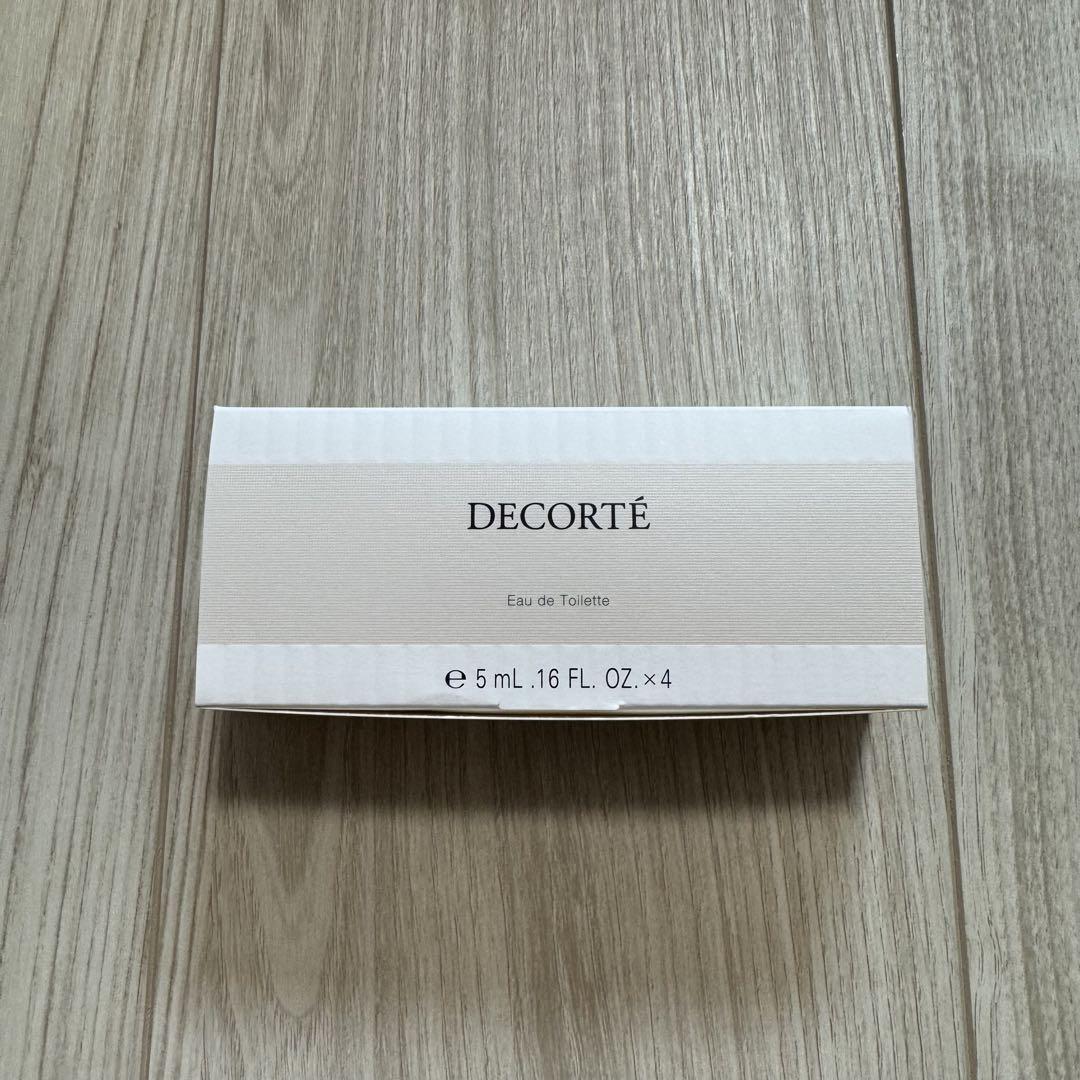 DECORTÉ
Eau de Toilette
℮ 5 mL .16 FL. OZ. × 4